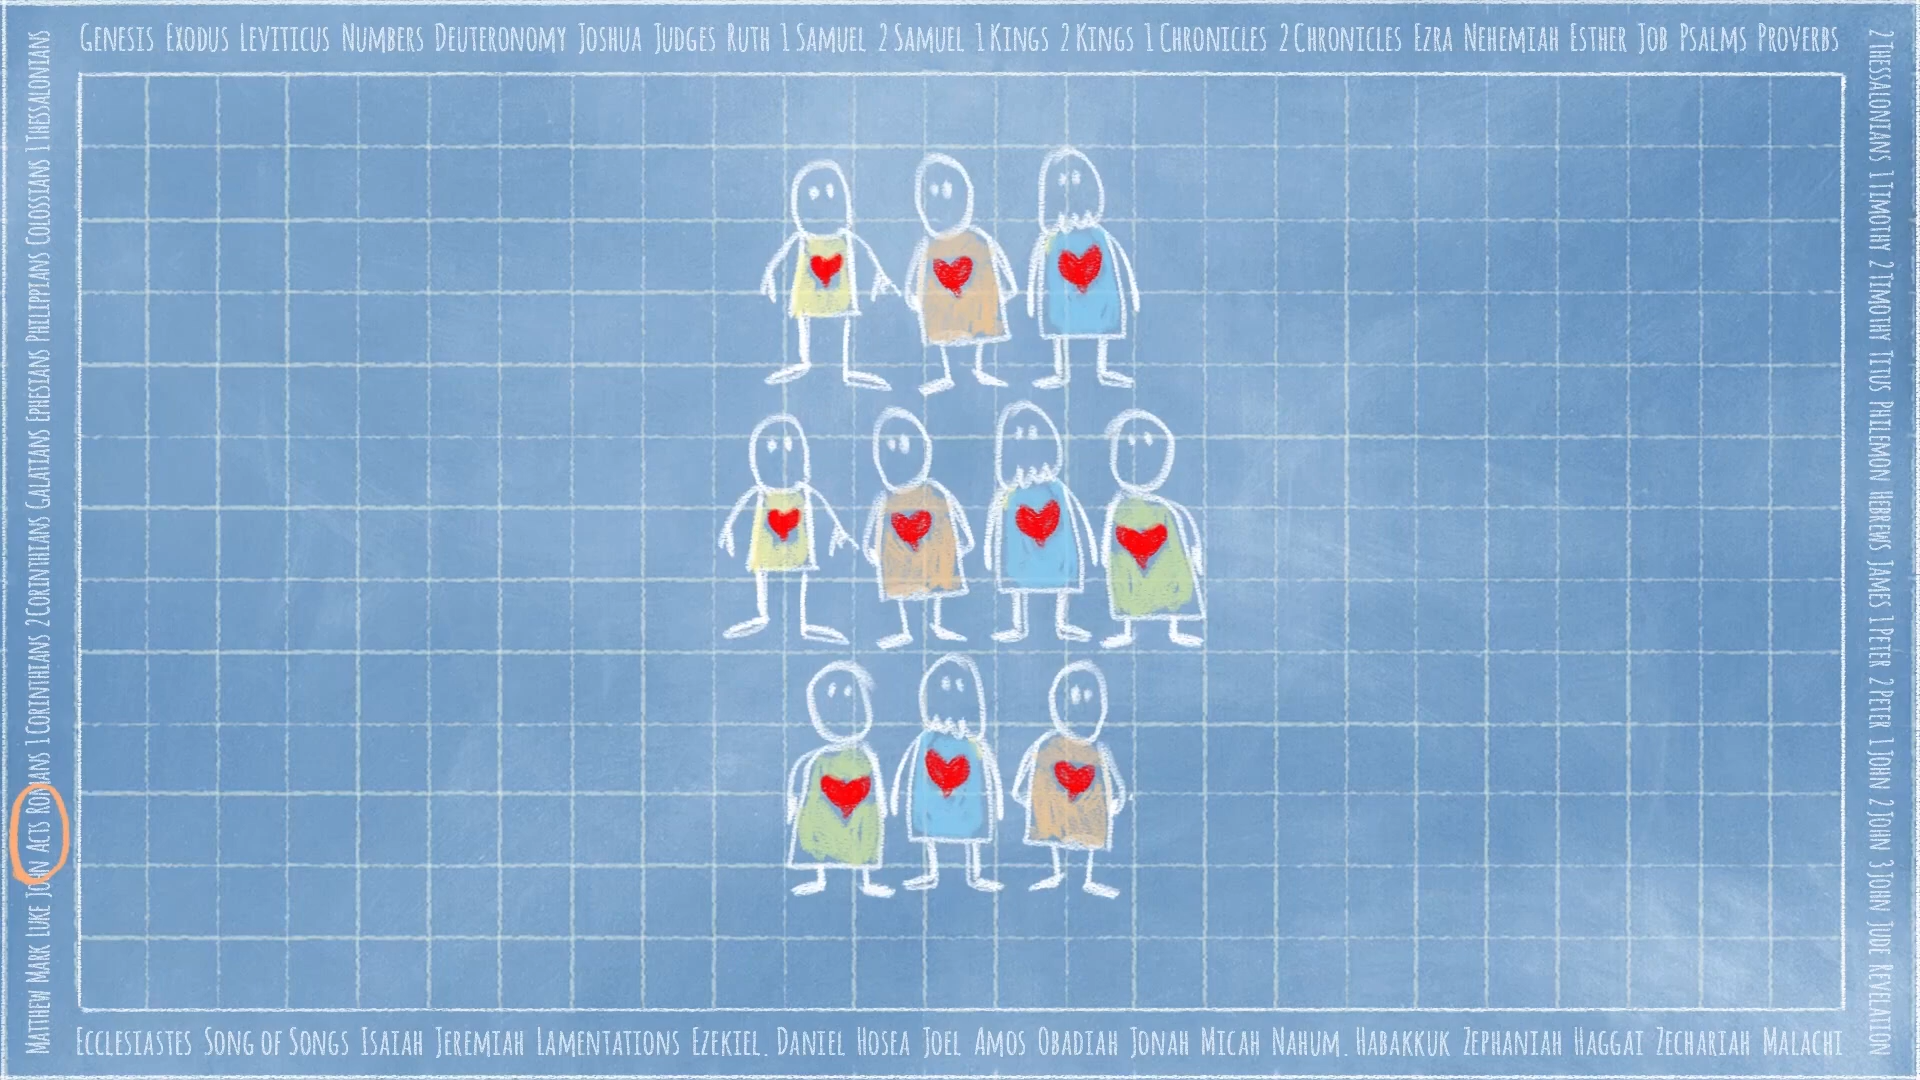 Genesis Exodus Leviticus Numbers Deuteronomy Joshua Judges Ruth 1 Samuel 2 Samuel 1 Kings 2 Kings 1 Chronicles 2 Chronicles Ezra Nehemiah Esther Job Psalms Proverbs
Ecclesiastes Song of Songs Isaiah Jeremiah Lamentations Ezekiel. Daniel Hosea Joel Amos Obadiah Jonah Micah Nahum. Habakkuk Zephaniah Haggai Zechariah Malachi
Matthew Mark Luke John Acts Romans 1 Corinthians 2 Corinthians Galatians Ephesians Philippians Colossians 1 Thessalonians
2 Thessalonians 1 Timothy 2 Timothy Titus Philemon Hebrews James 1 Peter 2 Peter 1 John 2 John 3 John Jude Revelation